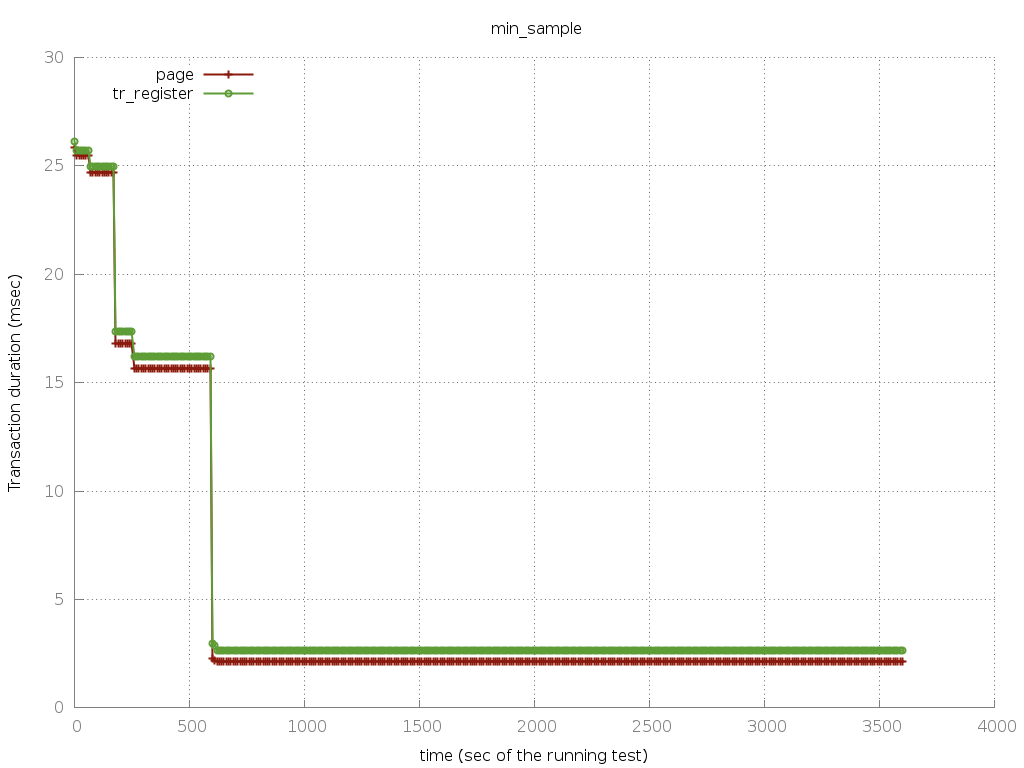 min_sample
page
tr_register
Transaction duration (msec)
30
25
20
15
10
5
0
0 500 1000 1500 2000 2500 3000 3500 4000
time (sec of the running test)